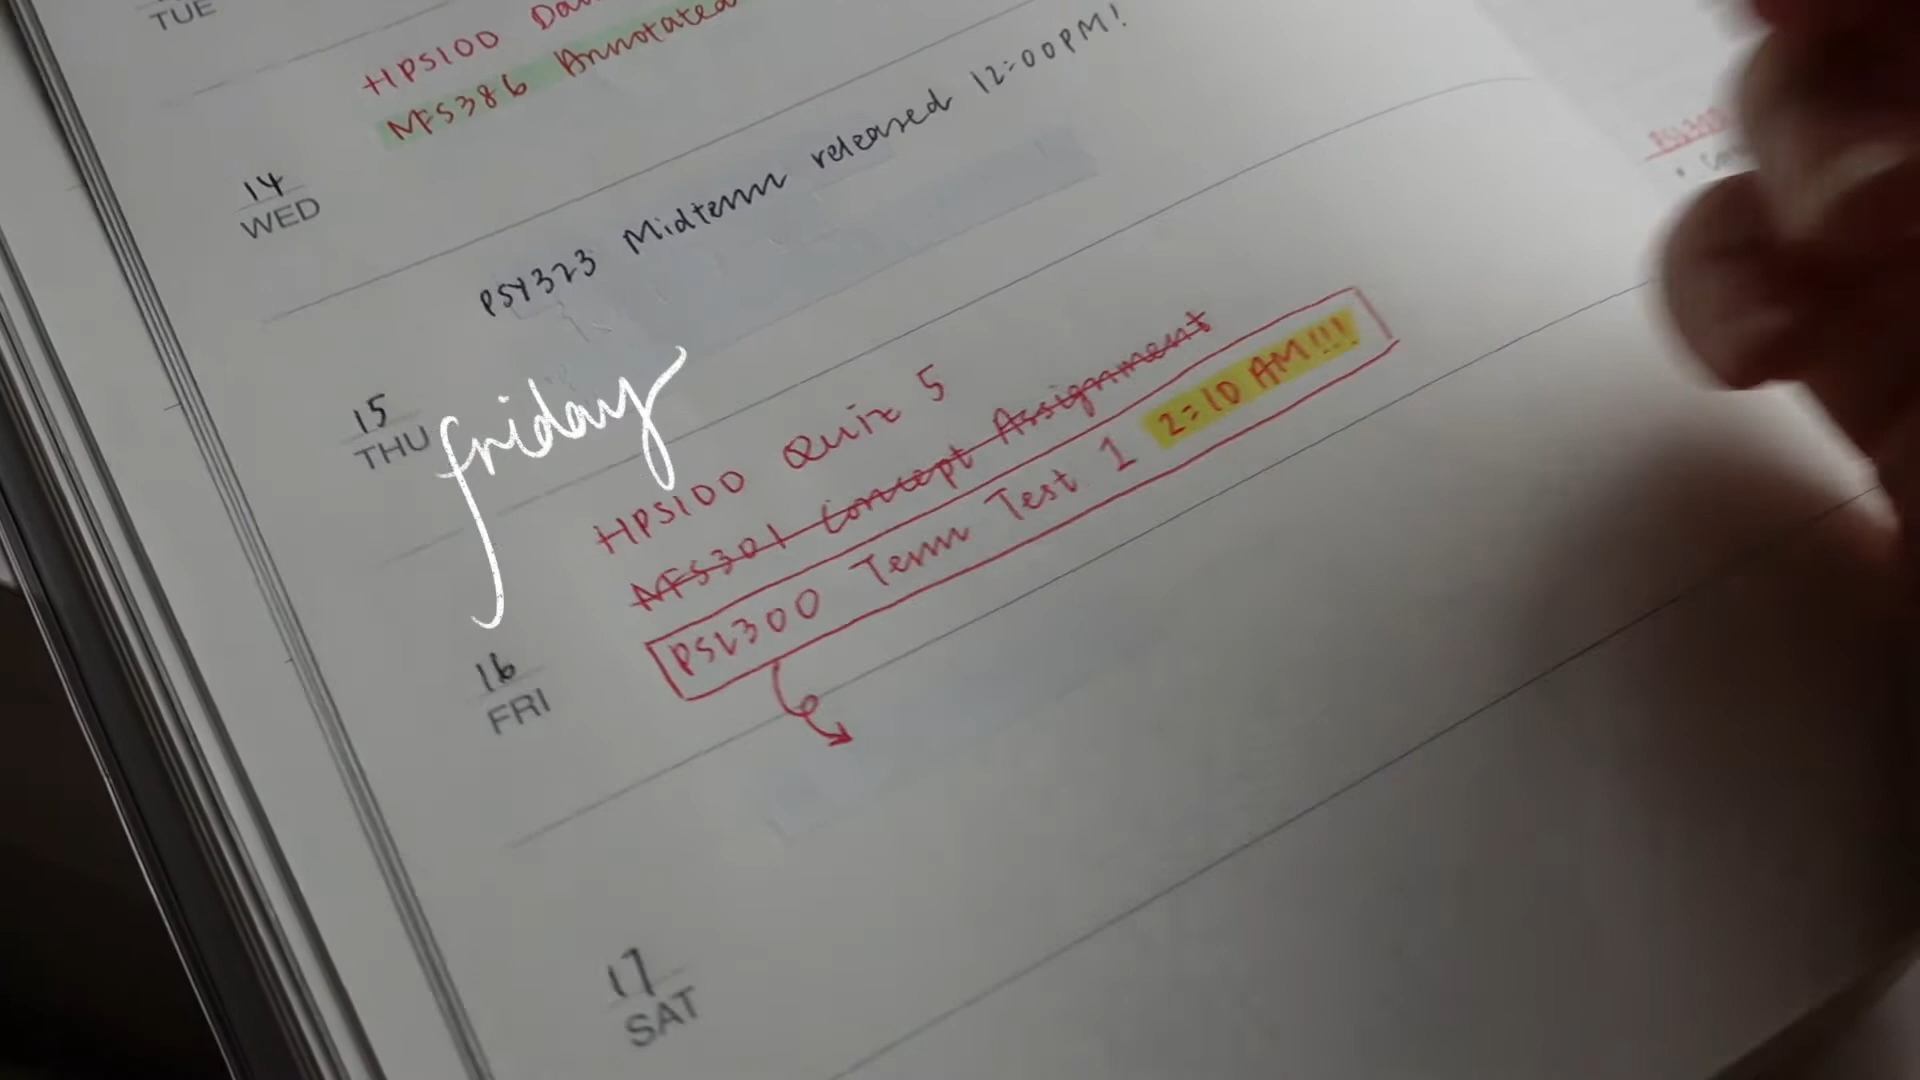 TUE
HPS100
NFS386 Annotated
14
WED
PSY323 Midterm released 12:00PM!
15
THU
friday
HPS100 Quiz 5
NFS301 Concept Assignment
PSL300 Term Test 1 2:10 AM!!!
16
FRI
17
SAT